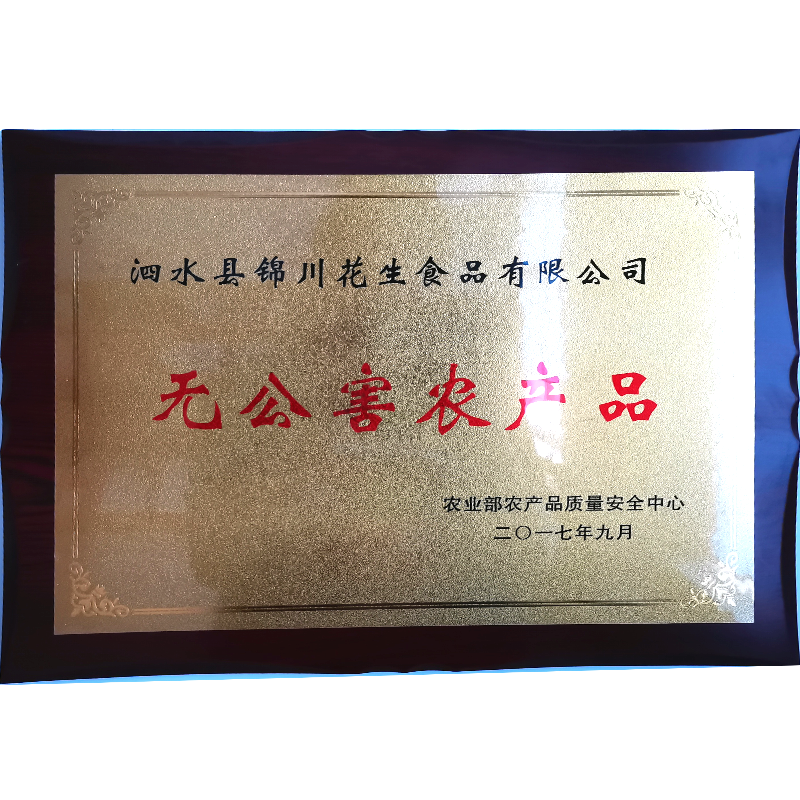 泗水县锦川花生食品有限公司
无公害农产品
农业部农产品质量安全中心
二〇一七年九月